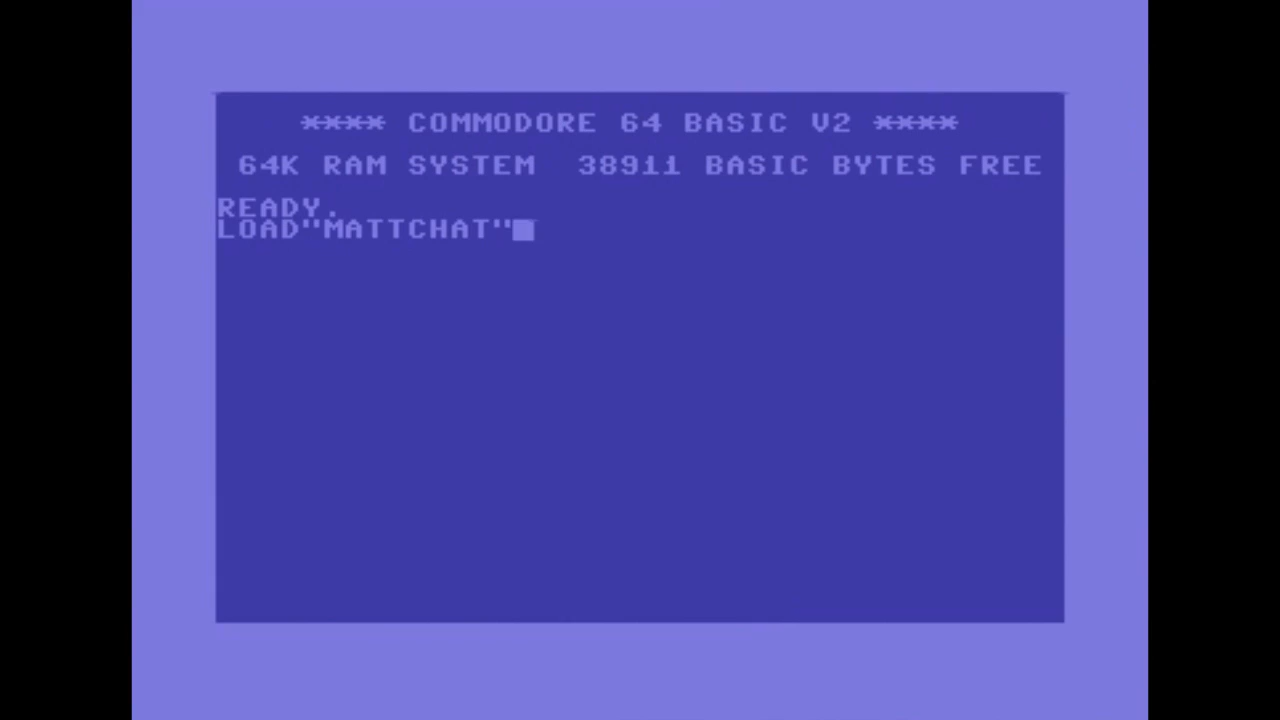 **** COMMODORE 64 BASIC V2 ****
64K RAM SYSTEM  38911 BASIC BYTES FREE
READY.
LOAD"MATTCHAT"